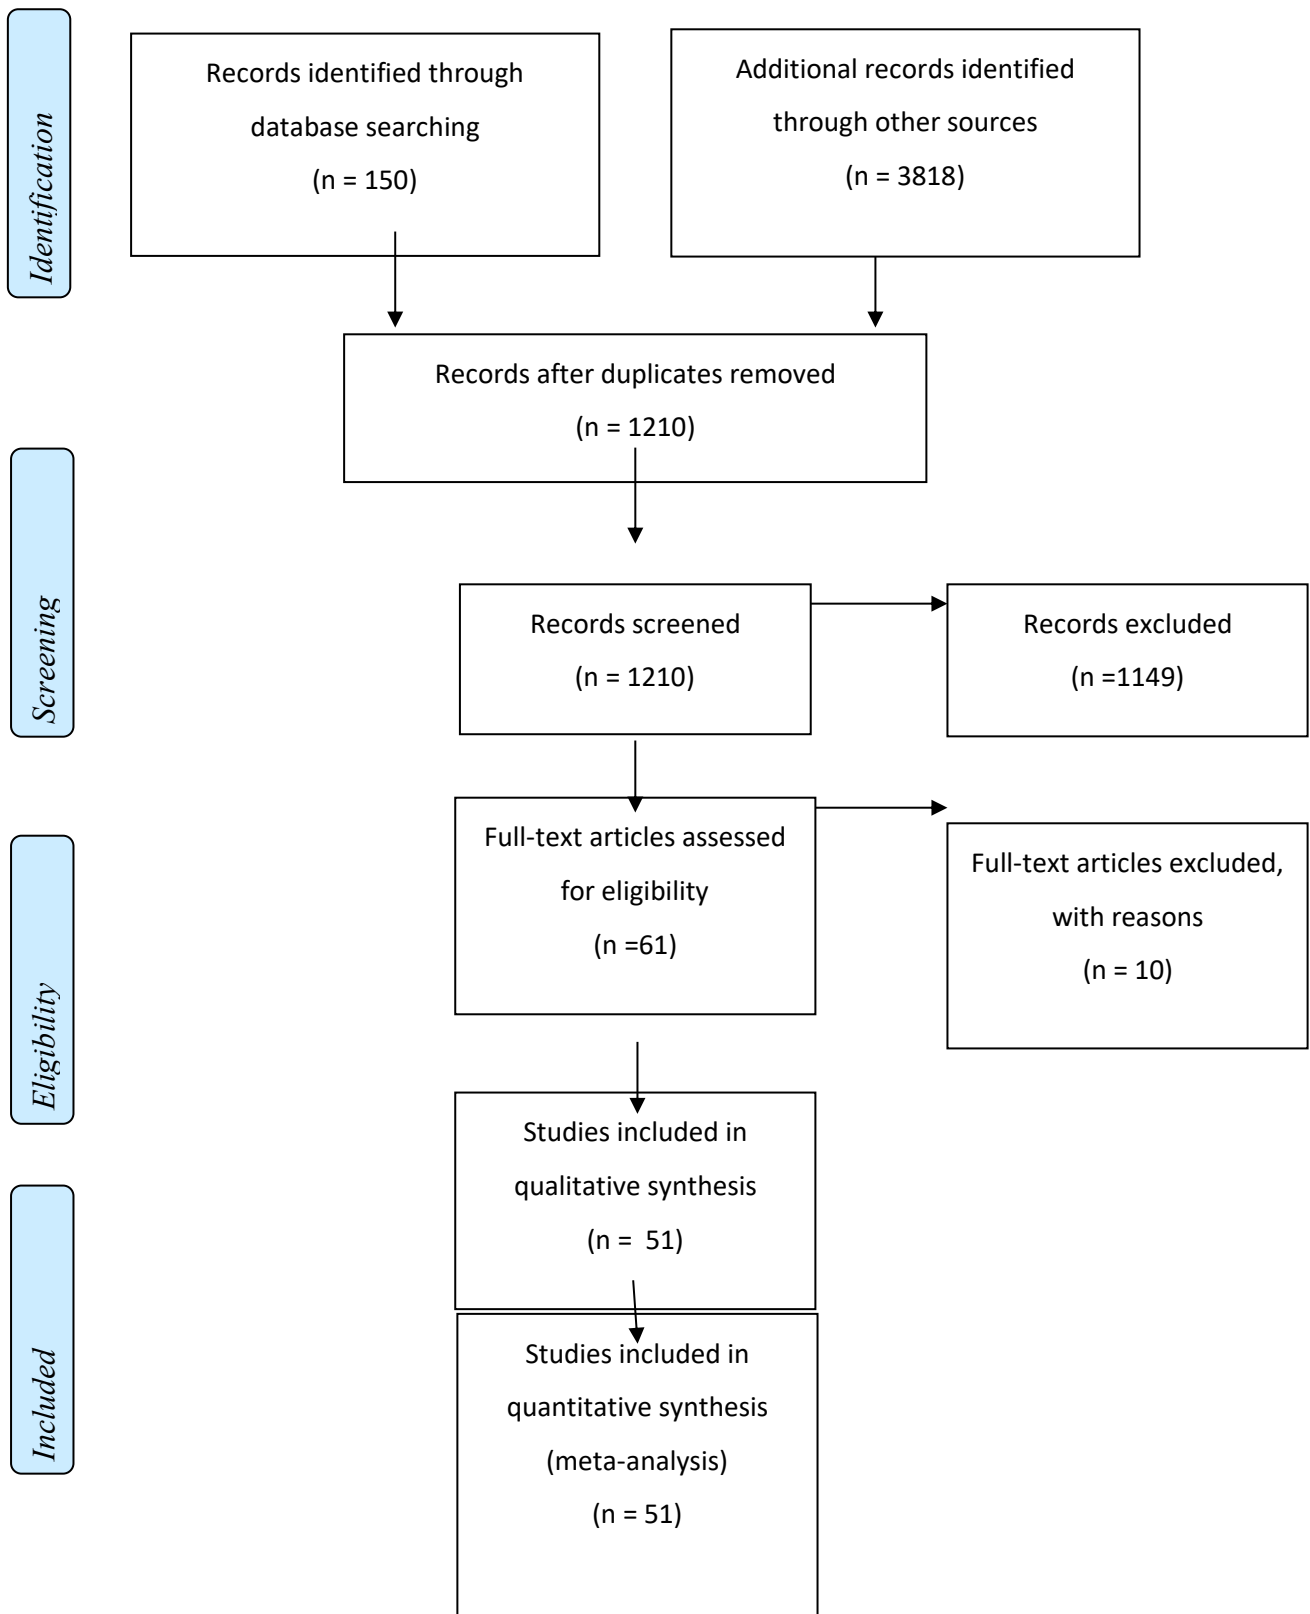 Identification
Records identified through
database searching
(n = 150)
Additional records identified
through other sources
(n = 3818)
Records after duplicates removed
(n = 1210)
Screening
Records screened
(n = 1210)
Records excluded
(n =1149)
Eligibility
Full-text articles assessed
for eligibility
(n =61)
Full-text articles excluded,
with reasons
(n = 10)
Studies included in
qualitative synthesis
(n =  51)
Included
Studies included in
quantitative synthesis
(meta-analysis)
(n = 51)